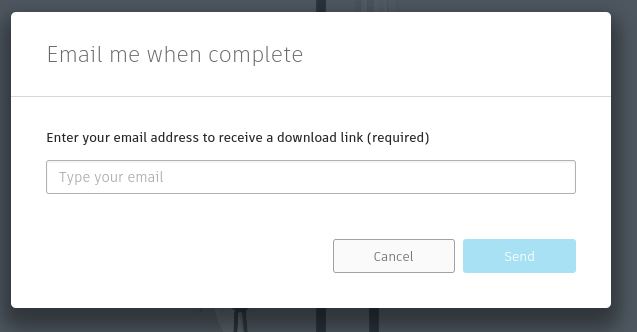 Email me when complete
Enter your email address to receive a download link (required)
Type your email
Cancel
Send